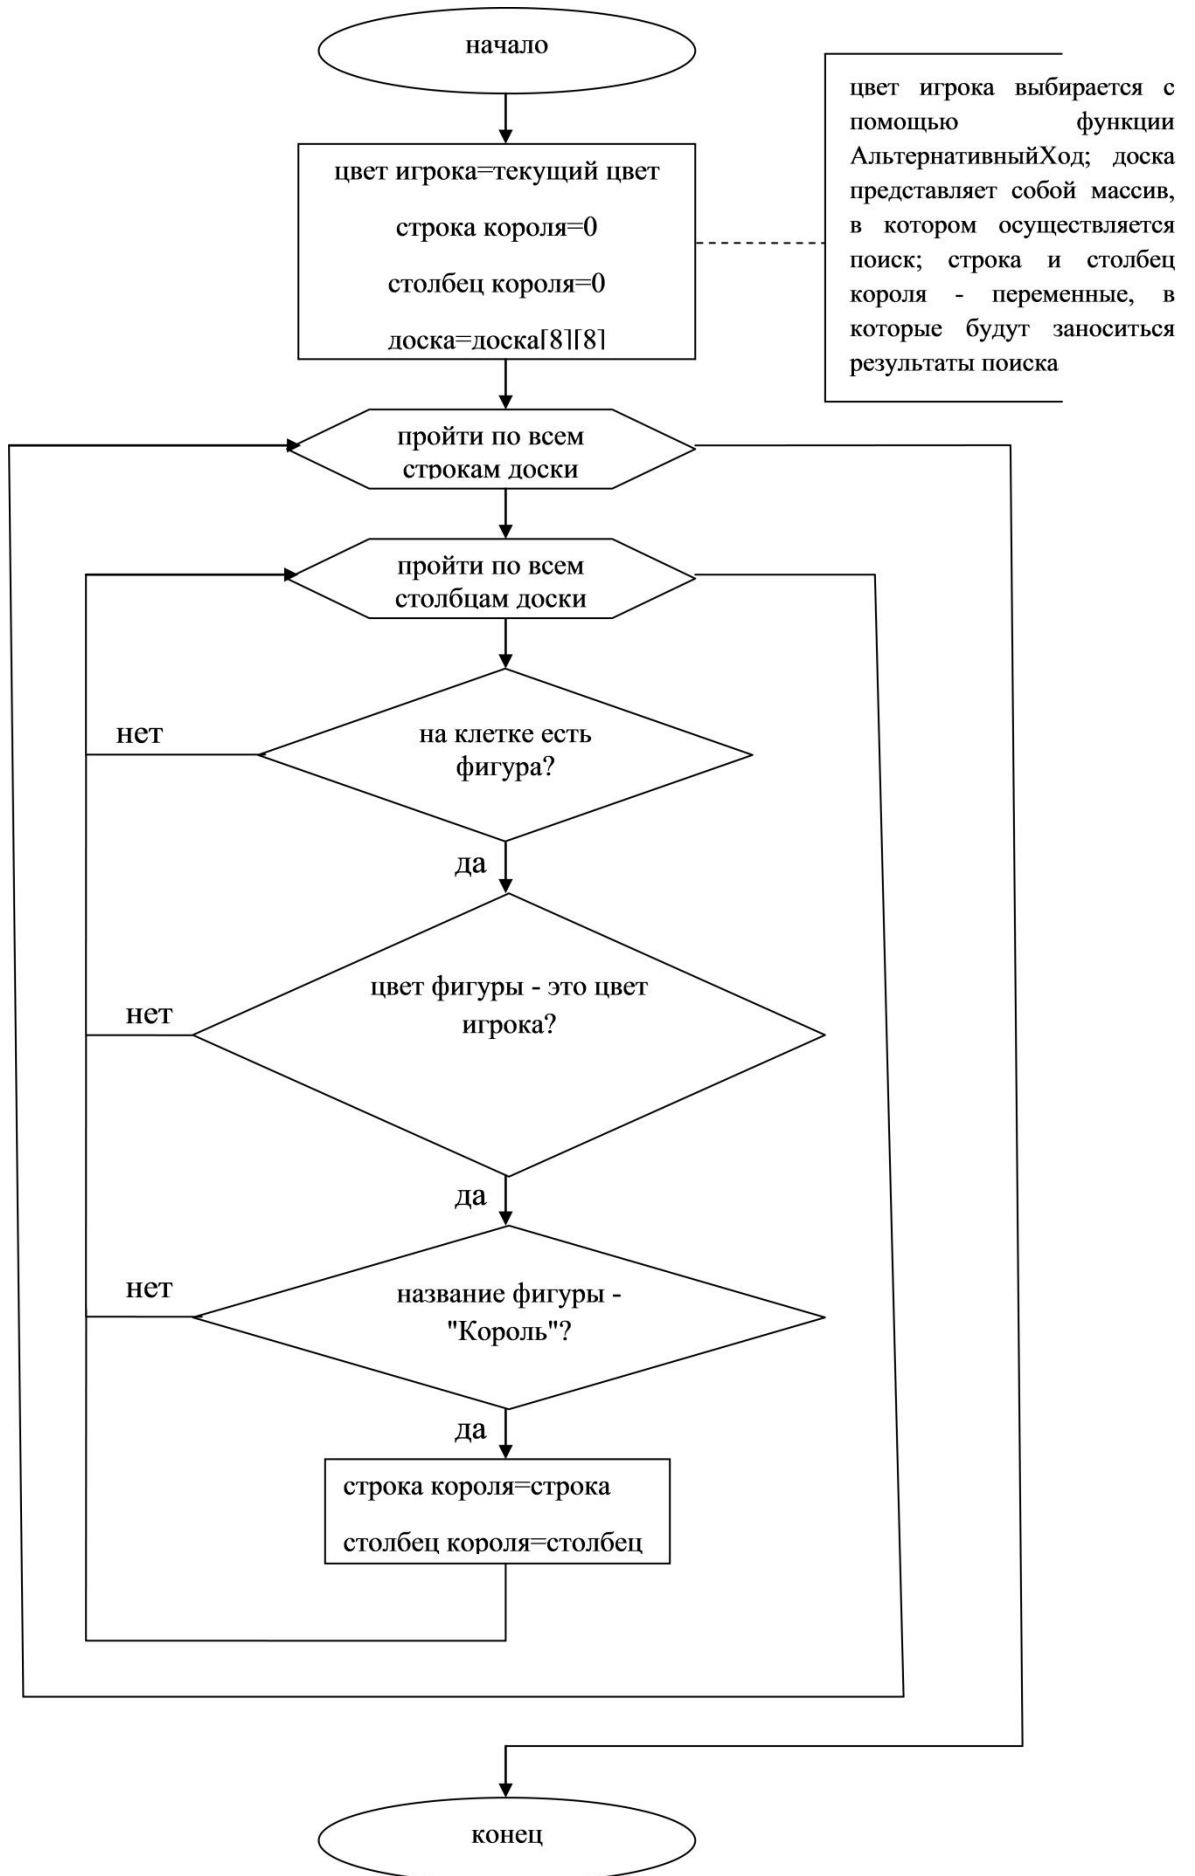 начало
цвет игрока=текущий цвет
строка короля=0
столбец короля=0
доска=доска[8][8]
цвет игрока выбирается с
помощью функции
АльтернативныйХод; доска
представляет собой массив,
в котором осуществляется
поиск; строка и столбец
короля - переменные, в
которые будут заноситься
результаты поиска
пройти по всем
строкам доски
пройти по всем
столбцам доски
нет
на клетке есть
фигура?
да
цвет фигуры - это цвет
игрока?
нет
да
нет
название фигуры -
"Король"?
да
строка короля=строка
столбец короля=столбец
конец